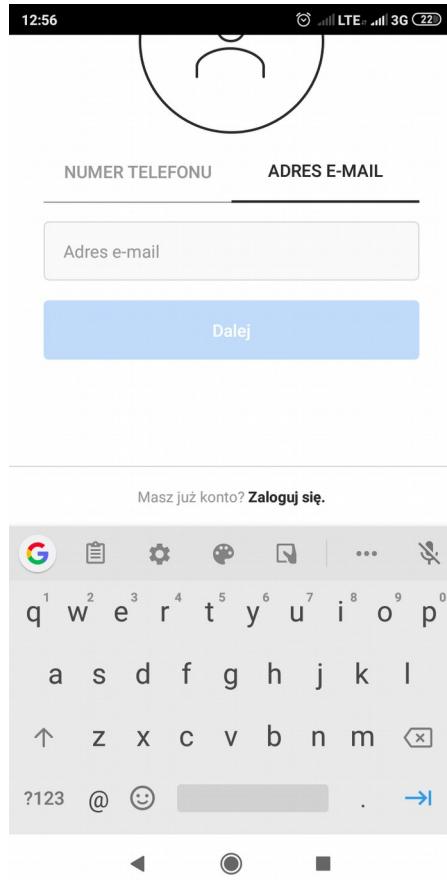 12:56 LTE 3G 22
NUMER TELEFONU ADRES E-MAIL
Adres e-mail
Dalej
Masz już konto? Zaloguj się.
G
1 2 3 4 5 6 7 8 9 0
q w e r t y u i o p
a s d f g h j k l
z x c v b n m
?123 @ .